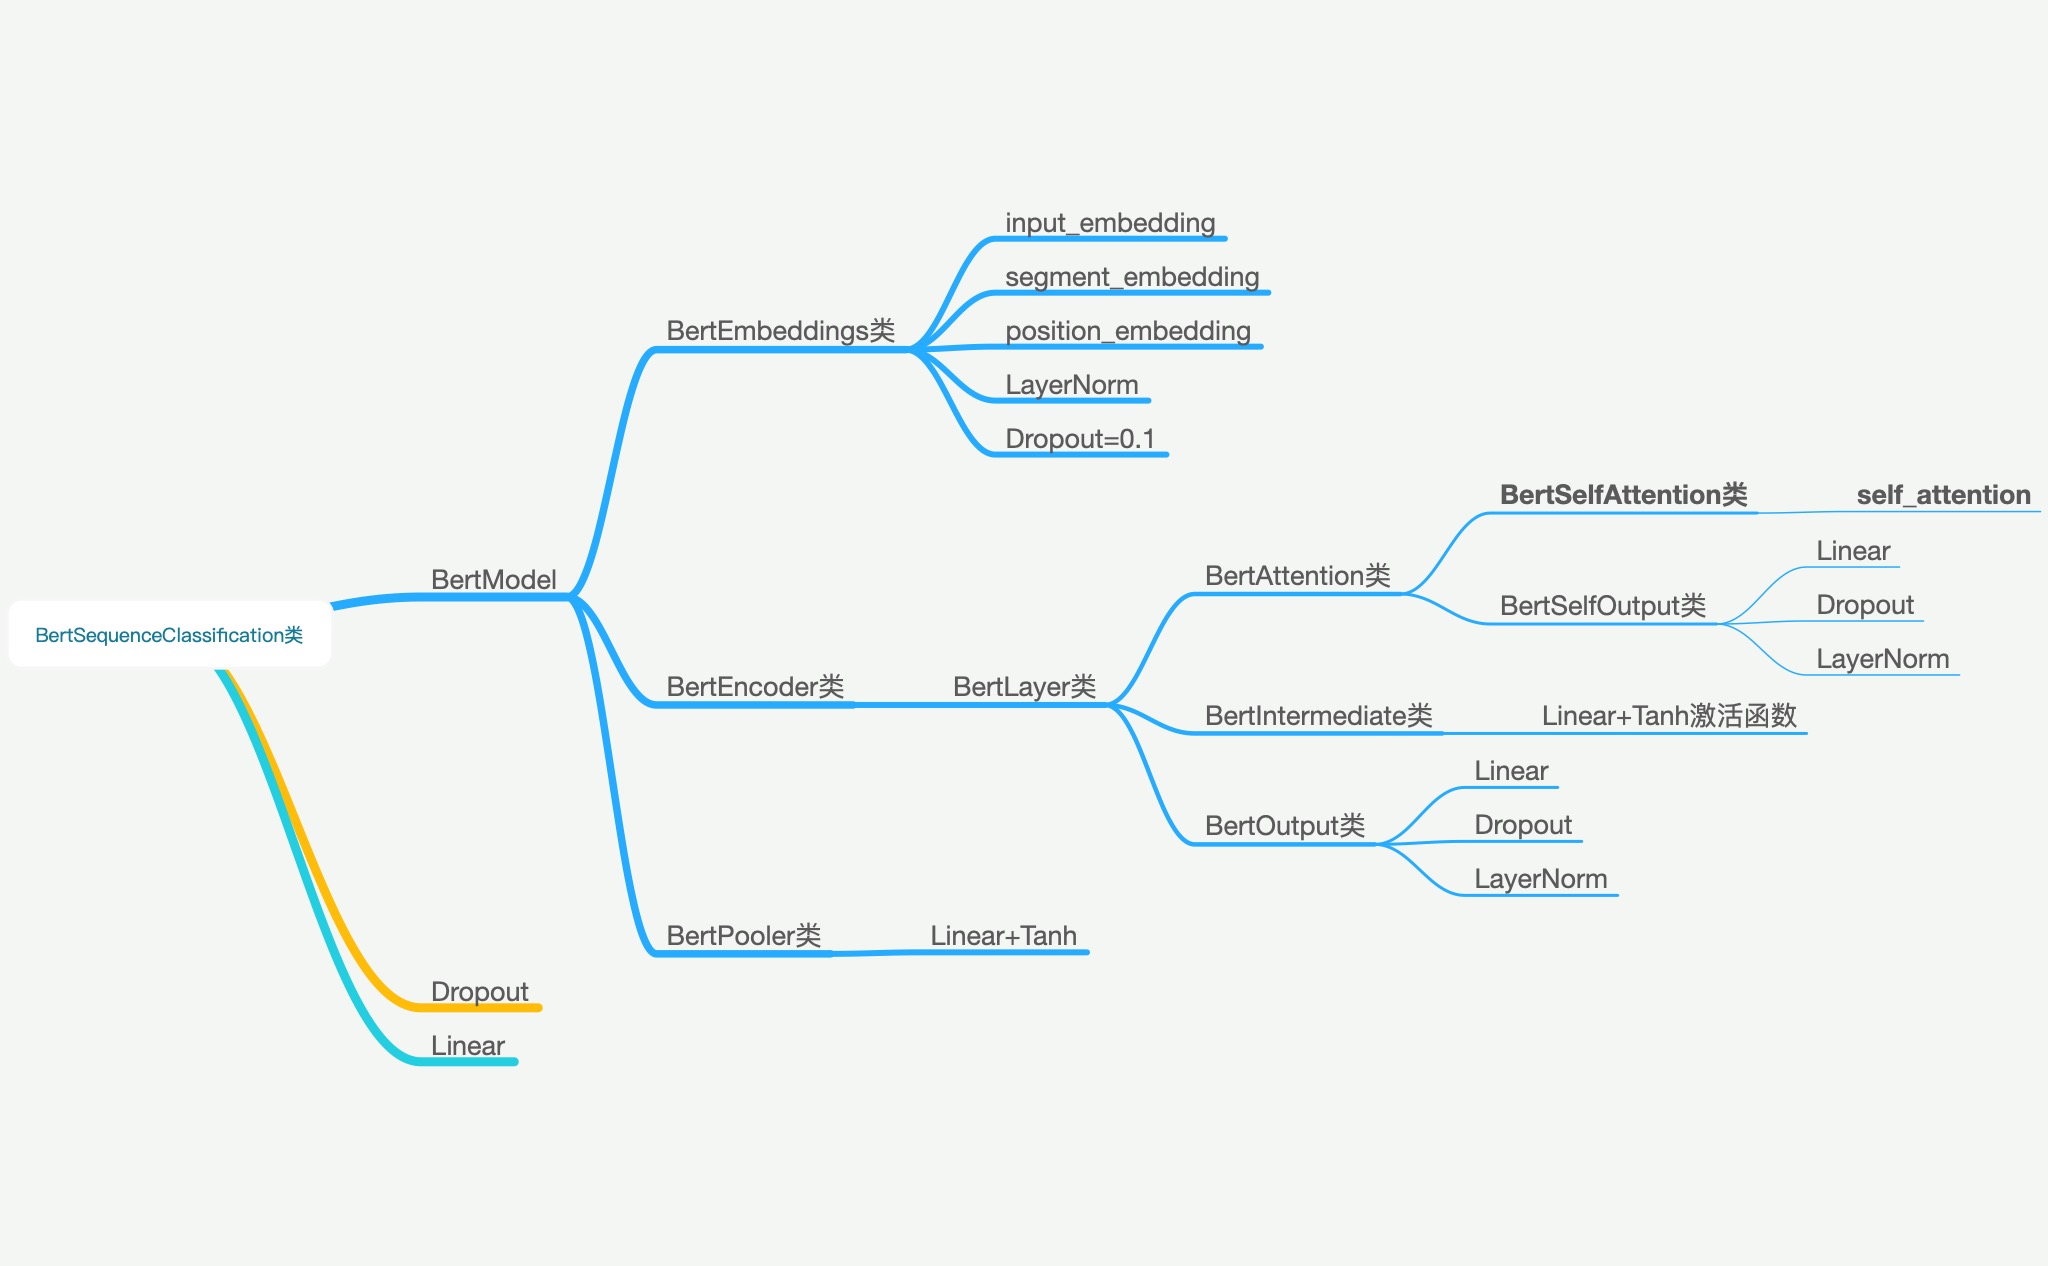 BertSequenceClassification类
BertModel
BertEmbeddings类
input_embedding
segment_embedding
position_embedding
LayerNorm
Dropout=0.1
BertEncoder类
BertLayer类
BertAttention类
BertSelfAttention类
self_attention
BertSelfOutput类
Linear
Dropout
LayerNorm
BertIntermediate类
Linear+Tanh激活函数
BertOutput类
Linear
Dropout
LayerNorm
BertPooler类
Linear+Tanh
Dropout
Linear